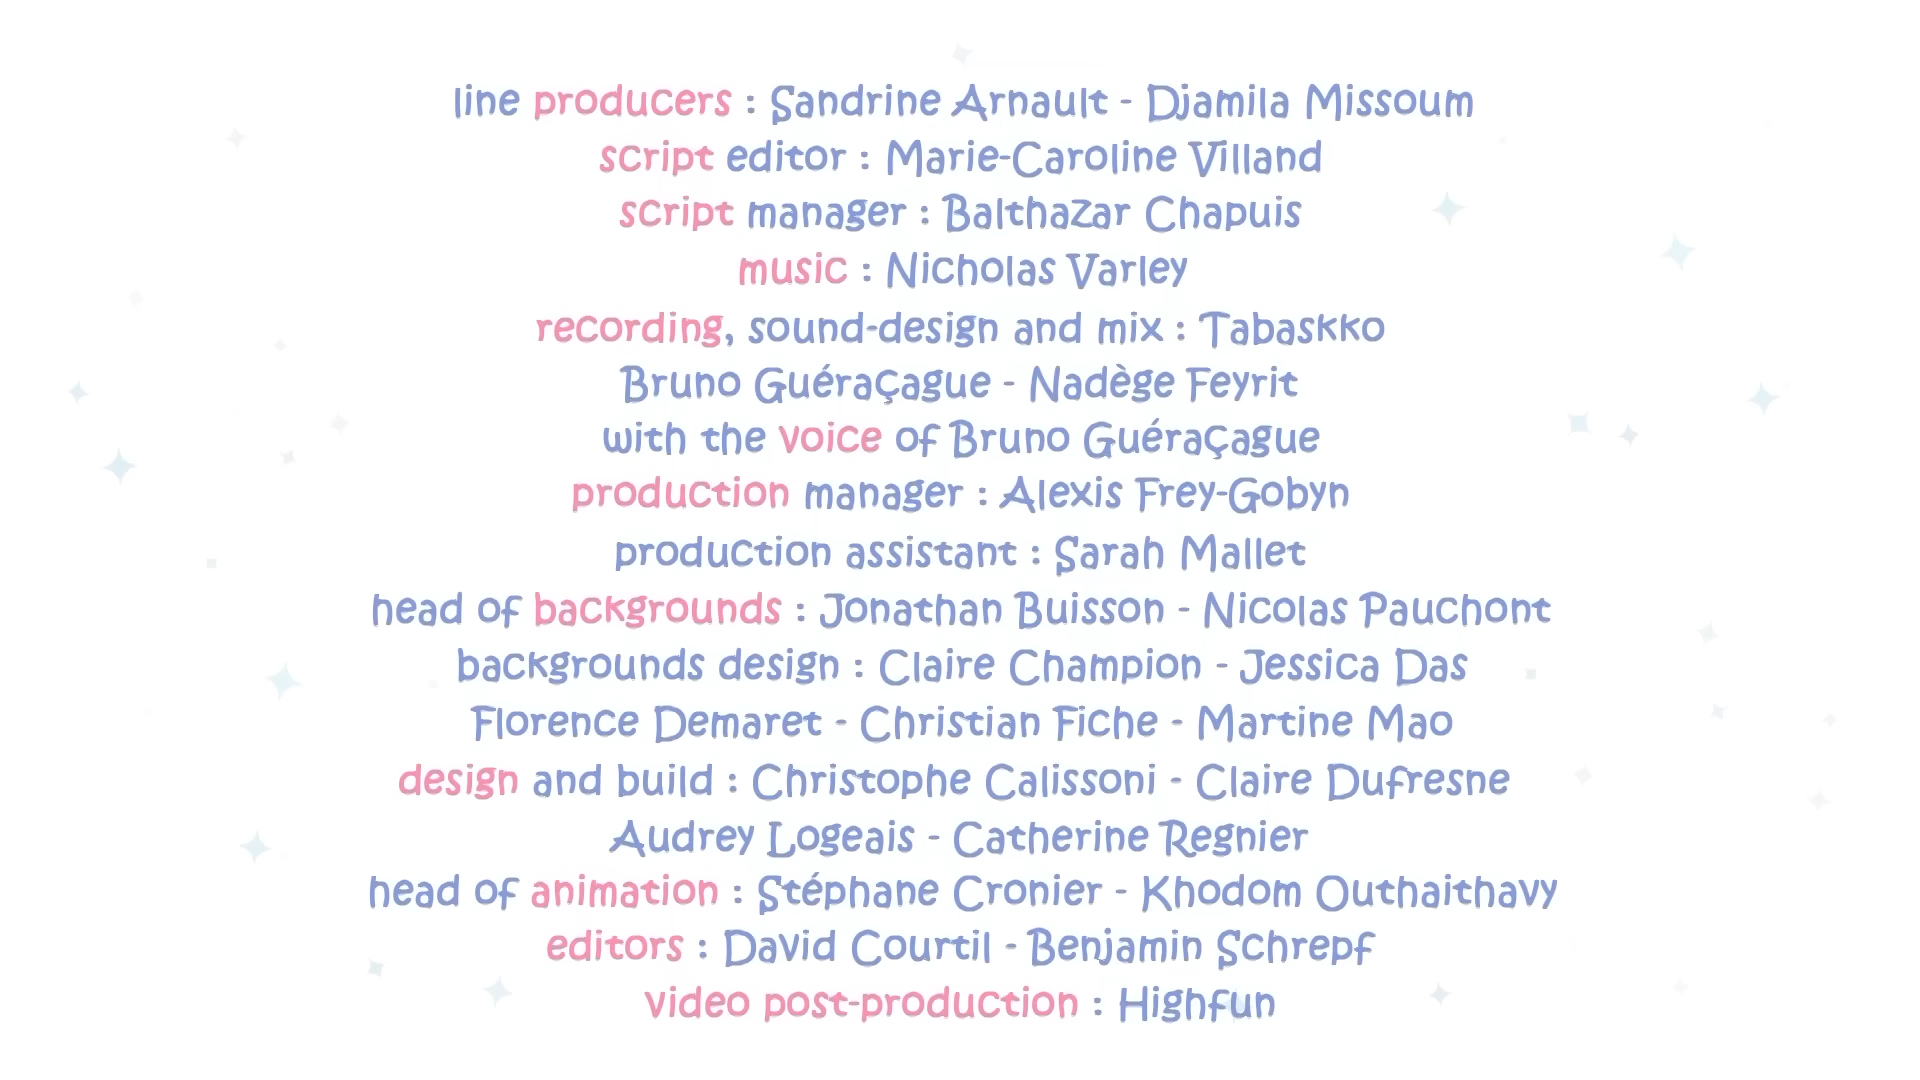 line producers : Sandrine Arnault - Djamila Missoum
script editor : Marie-Caroline Villand
script manager : Balthazar Chapuis
music : Nicholas Varley
recording, sound-design and mix : Tabaskko
Bruno Guéraçague - Nadège Feyrit
with the voice of Bruno Guéraçague
production manager : Alexis Frey-Gobyn
production assistant : Sarah Mallet
head of backgrounds : Jonathan Buisson - Nicolas Pauchont
backgrounds design : Claire Champion - Jessica Das
Florence Demaret - Christian Fiche - Martine Mao
design and build : Christophe Calissoni - Claire Dufresne
Audrey Logeais - Catherine Regnier
head of animation : Stéphane Cronier - Khodom Outhaithavy
editors : David Courtil - Benjamin Schrepf
video post-production : Highfun